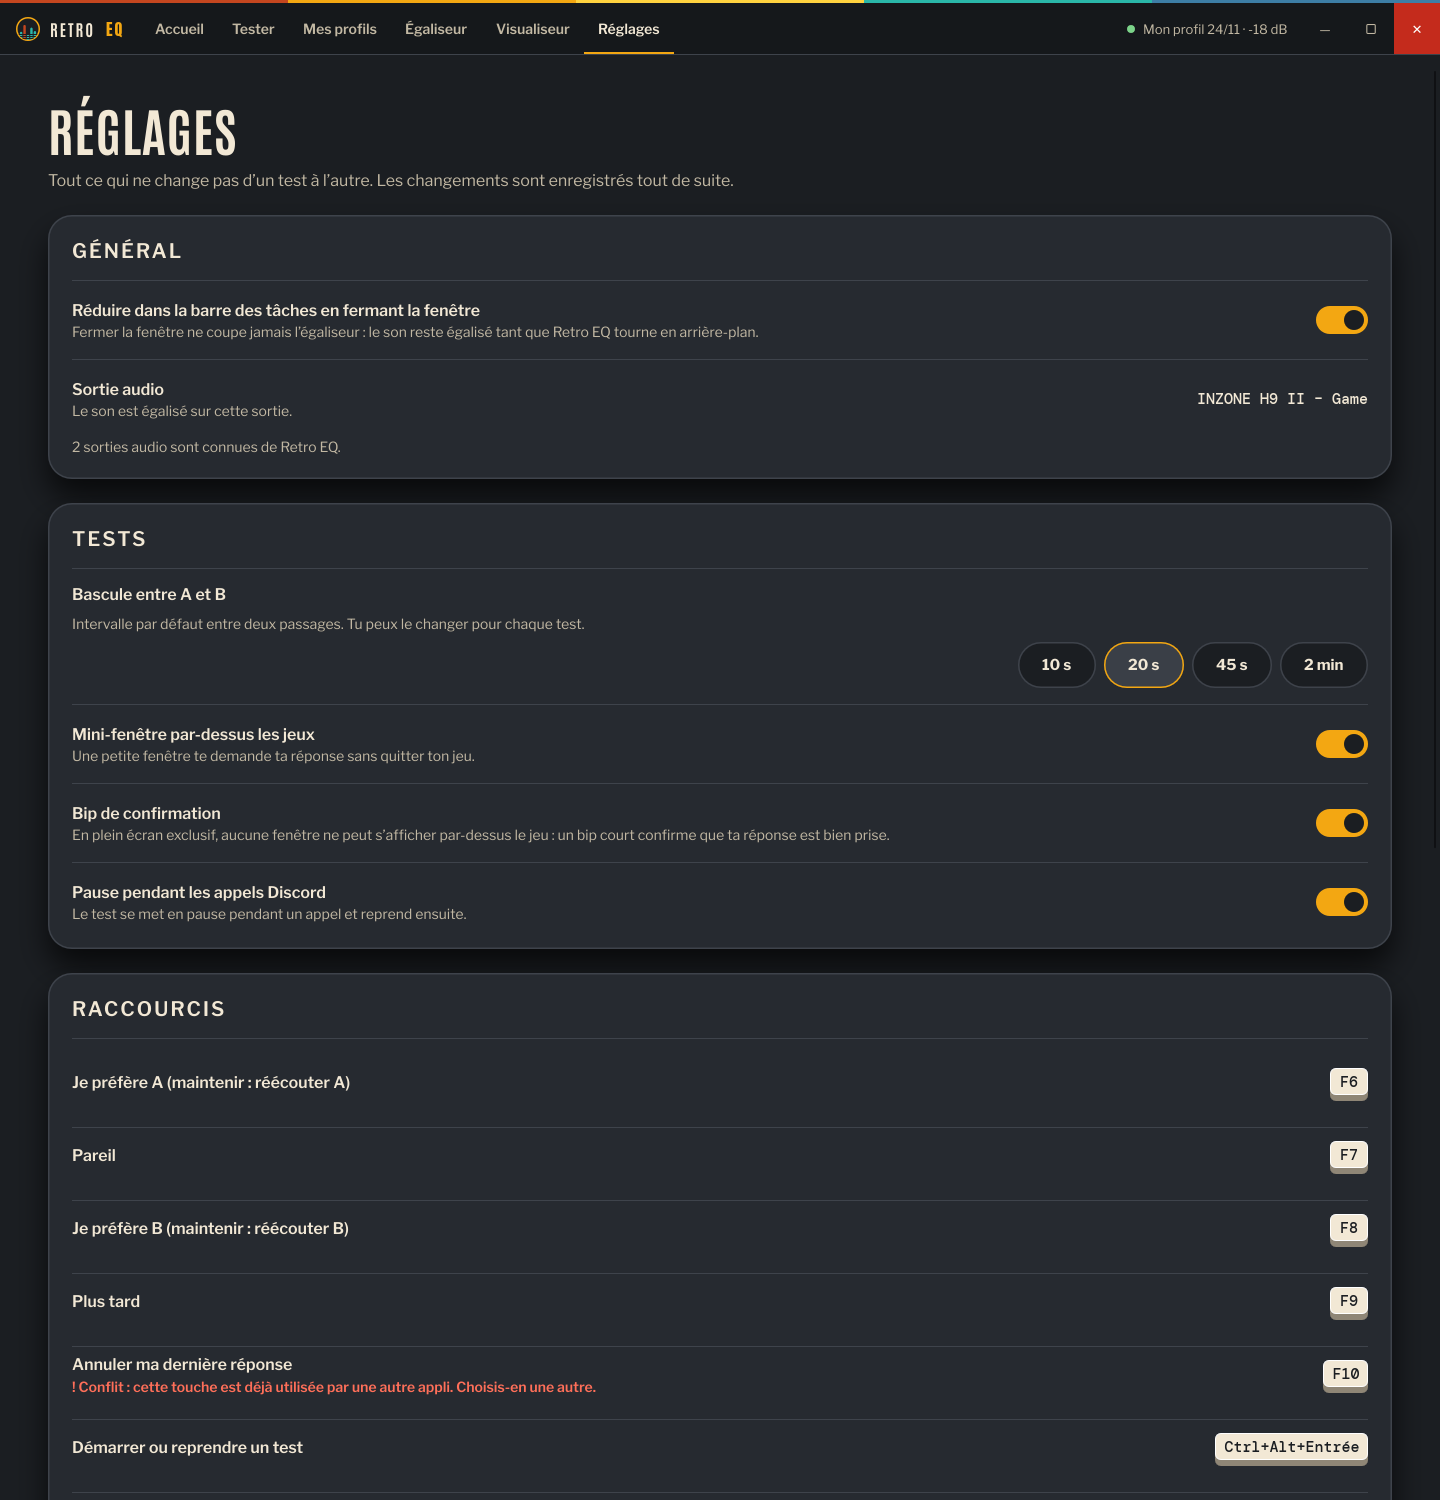 RETRO EQ Accueil Tester Mes profils Égaliseur Visualiseur Réglages Mon profil 24/11 · -18 dB
RÉGLAGES
Tout ce qui ne change pas d’un test à l’autre. Les changements sont enregistrés tout de suite.
GÉNÉRAL
Réduire dans la barre des tâches en fermant la fenêtre
Fermer la fenêtre ne coupe jamais l’égaliseur : le son reste égalisé tant que Retro EQ tourne en arrière-plan.
Sortie audio
Le son est égalisé sur cette sortie.
INZONE H9 II – Game
2 sorties audio sont connues de Retro EQ.
TESTS
Bascule entre A et B
Intervalle par défaut entre deux passages. Tu peux le changer pour chaque test.
10 s 20 s 45 s 2 min
Mini-fenêtre par-dessus les jeux
Une petite fenêtre te demande ta réponse sans quitter ton jeu.
Bip de confirmation
En plein écran exclusif, aucune fenêtre ne peut s’afficher par-dessus le jeu : un bip court confirme que ta réponse est bien prise.
Pause pendant les appels Discord
Le test se met en pause pendant un appel et reprend ensuite.
RACCOURCIS
Je préfère A (maintenir : réécouter A) F6
Pareil F7
Je préfère B (maintenir : réécouter B) F8
Plus tard F9
Annuler ma dernière réponse F10
! Conflit : cette touche est déjà utilisée par une autre appli. Choisis-en une autre.
Démarrer ou reprendre un test Ctrl+Alt+Entrée